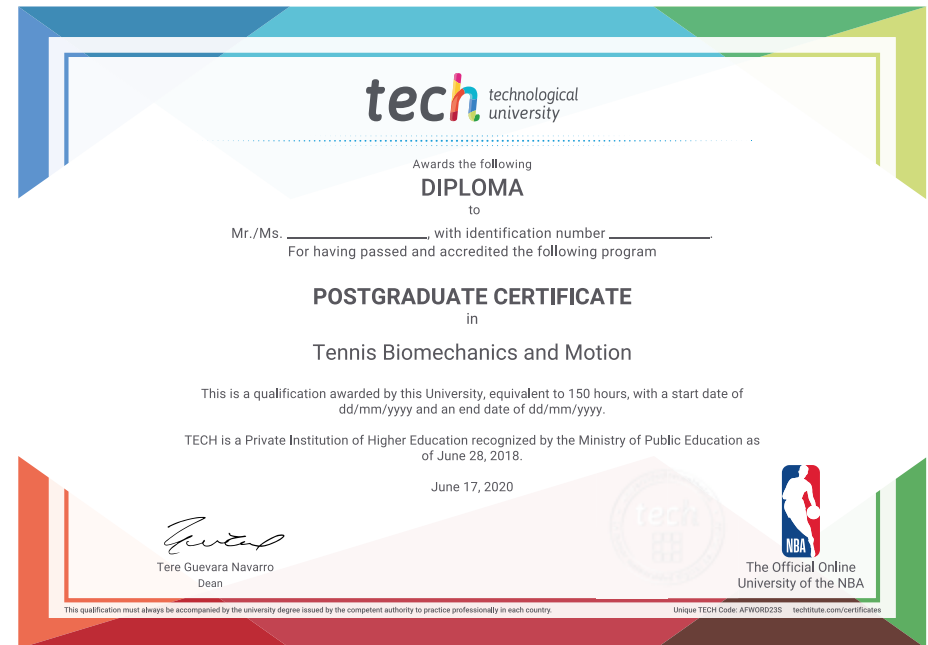 tech technological
university
Awards the following
DIPLOMA
to
Mr./Ms. ____________________, with identification number ______________.
For having passed and accredited the following program
POSTGRADUATE CERTIFICATE
in
Tennis Biomechanics and Motion
This is a qualification awarded by this University, equivalent to 150 hours, with a start date of
dd/mm/yyyy and an end date of dd/mm/yyyy.
TECH is a Private Institution of Higher Education recognized by the Ministry of Public Education as
of June 28, 2018.
June 17, 2020
tech
NBA
Tere Guevara Navarro
Dean
The Official Online
University of the NBA
This qualification must always be accompanied by the university degree issued by the competent authority to practice professionally in each country.
Unique TECH Code: AFWORD23S techtitute.com/certificates